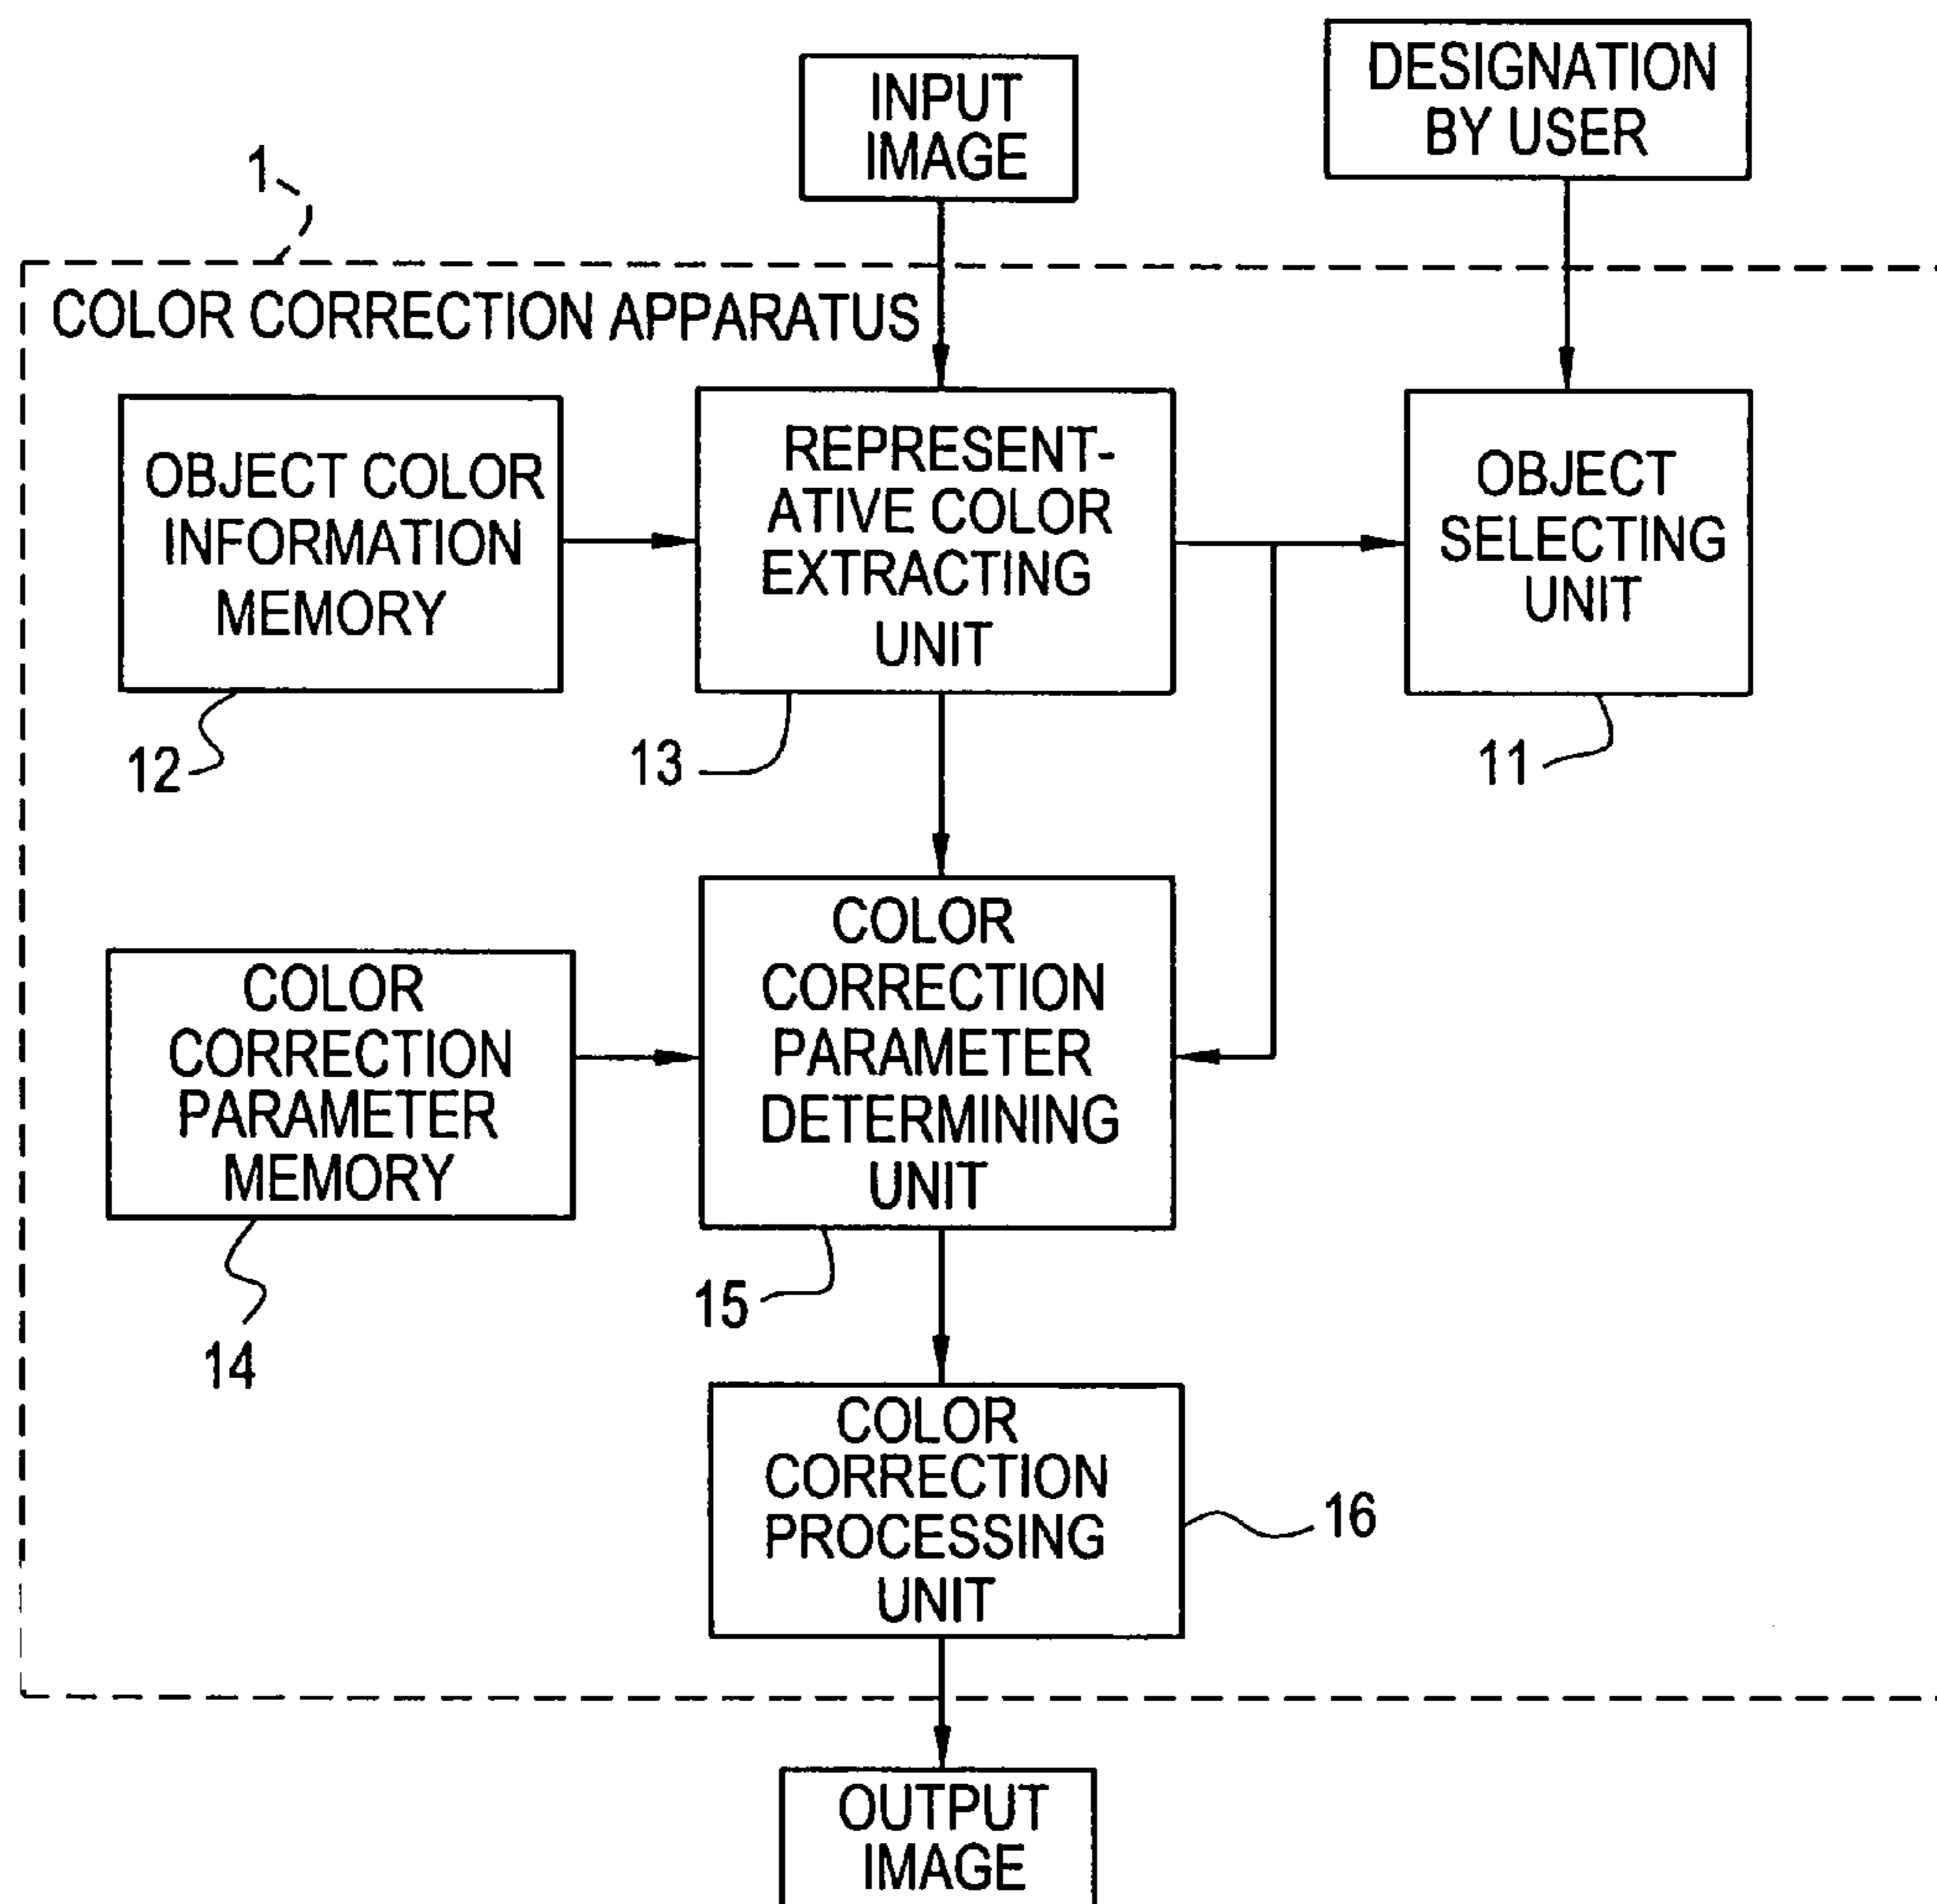 INPUT
IMAGE
DESIGNATION
BY USER
1
COLOR CORRECTION APPARATUS
OBJECT COLOR
INFORMATION
MEMORY
12
REPRESENT-
ATIVE COLOR
EXTRACTING
UNIT
13
OBJECT
SELECTING
UNIT
11
COLOR
CORRECTION
PARAMETER
MEMORY
14
COLOR
CORRECTION
PARAMETER
DETERMINING
UNIT
15
COLOR
CORRECTION
PROCESSING
UNIT
16
OUTPUT
IMAGE